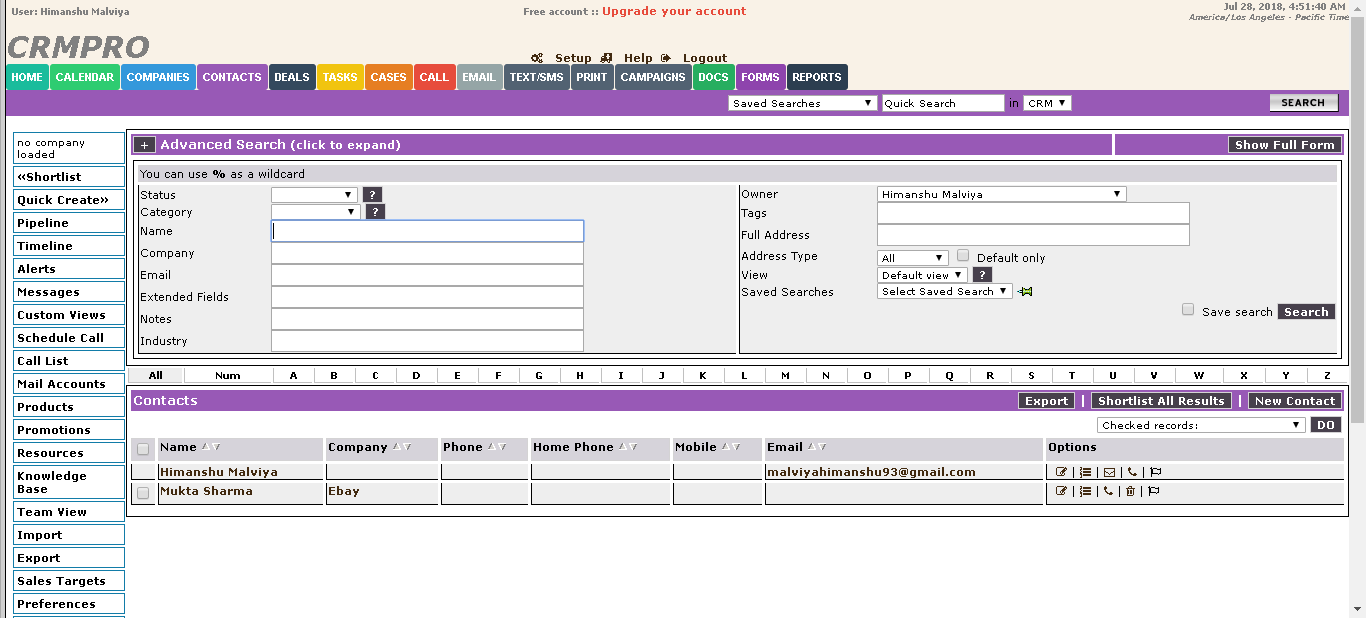 User: Himanshu Malviya
Free account :: Upgrade your account
Jul 28, 2018, 4:51:40 AM
America/Los Angeles - Pacific Time
CRMPRO
Setup Help Logout
HOME CALENDAR COMPANIES CONTACTS DEALS TASKS CASES CALL EMAIL TEXT/SMS PRINT CAMPAIGNS DOCS FORMS REPORTS
Saved Searches Quick Search in CRM SEARCH
no company
loaded
«Shortlist
Quick Create»
Pipeline
Timeline
Alerts
Messages
Custom Views
Schedule Call
Call List
Mail Accounts
Products
Promotions
Resources
Knowledge
Base
Team View
Import
Export
Sales Targets
Preferences
+ Advanced Search (click to expand) Show Full Form
You can use % as a wildcard
Status ?
Category ?
Name
Company
Email
Extended Fields
Notes
Industry
Owner Himanshu Malviya
Tags
Full Address
Address Type All Default only
View Default view ?
Saved Searches Select Saved Search
Save search Search
All Num A B C D E F G H I J K L M N O P Q R S T U V W X Y Z
Contacts Export | Shortlist All Results | New Contact
Checked records: DO
Name Company Phone Home Phone Mobile Email Options
Himanshu Malviya malviyahimanshu93@gmail.com | | | |
Mukta Sharma Ebay | | | |